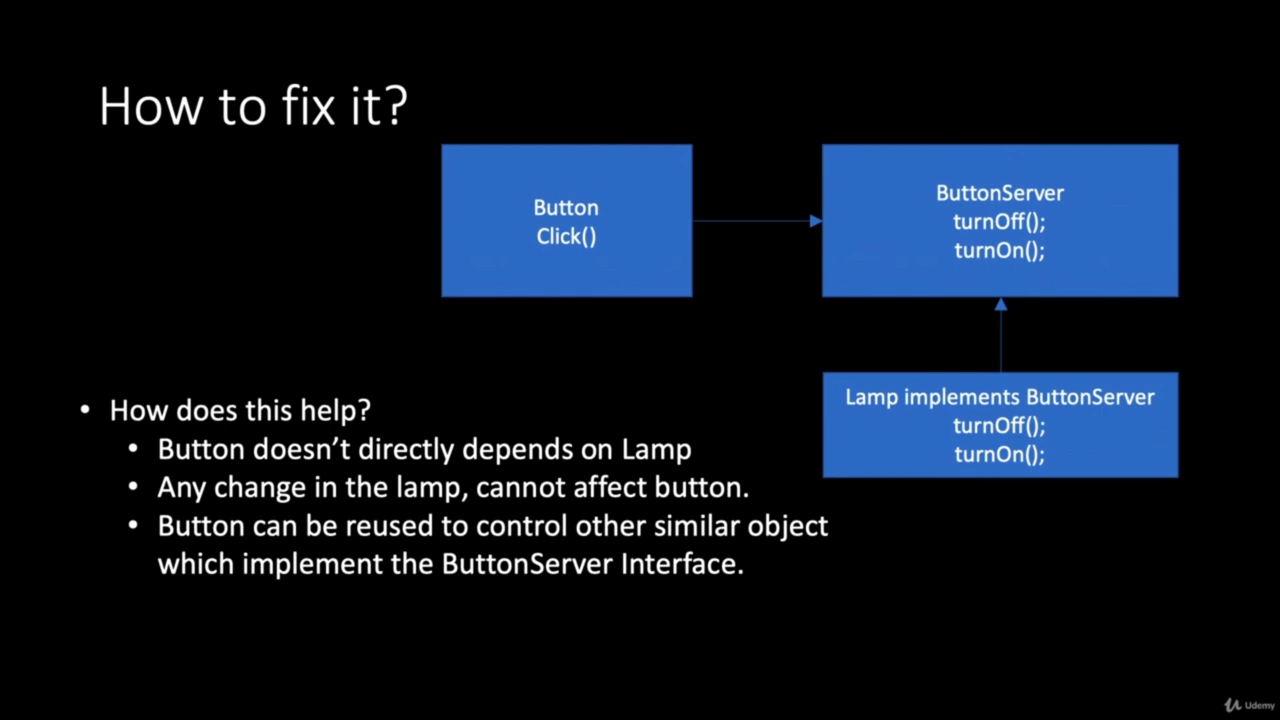 How to fix it?
Button
Click()
ButtonServer
turnOff();
turnOn();
Lamp implements ButtonServer
turnOff();
turnOn();
• How does this help?
• Button doesn’t directly depends on Lamp
• Any change in the lamp, cannot affect button.
• Button can be reused to control other similar object
which implement the ButtonServer Interface.
Udemy